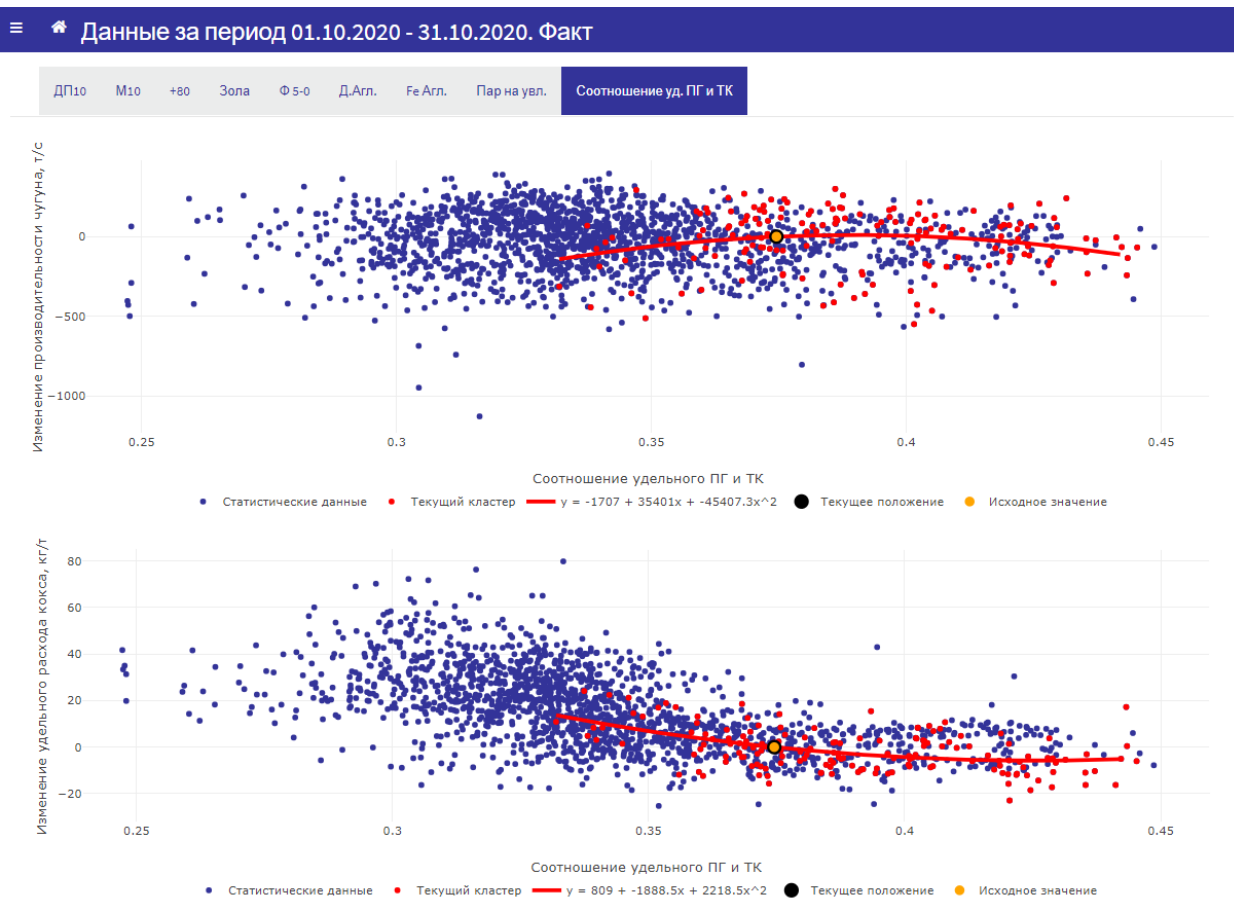 Данные за период 01.10.2020 - 31.10.2020. Факт
ДП10 М10 +80 Зола Ф 5-0 Д.Агл. Fe Агл. Пар на увл. Соотношение уд. ПГ и ТК
Изменение производительности чугуна, т/с
0
−500
−1000
0.25 0.3 0.35 0.4 0.45
Соотношение удельного ПГ и ТК
Статистические данные Текущий кластер y = -1707 + 35401x + -45407.3x^2 Текущее положение Исходное значение
Изменение удельного расхода кокса, кг/т
80
60
40
20
0
−20
0.25 0.3 0.35 0.4 0.45
Соотношение удельного ПГ и ТК
Статистические данные Текущий кластер y = 809 + -1888.5x + 2218.5x^2 Текущее положение Исходное значение